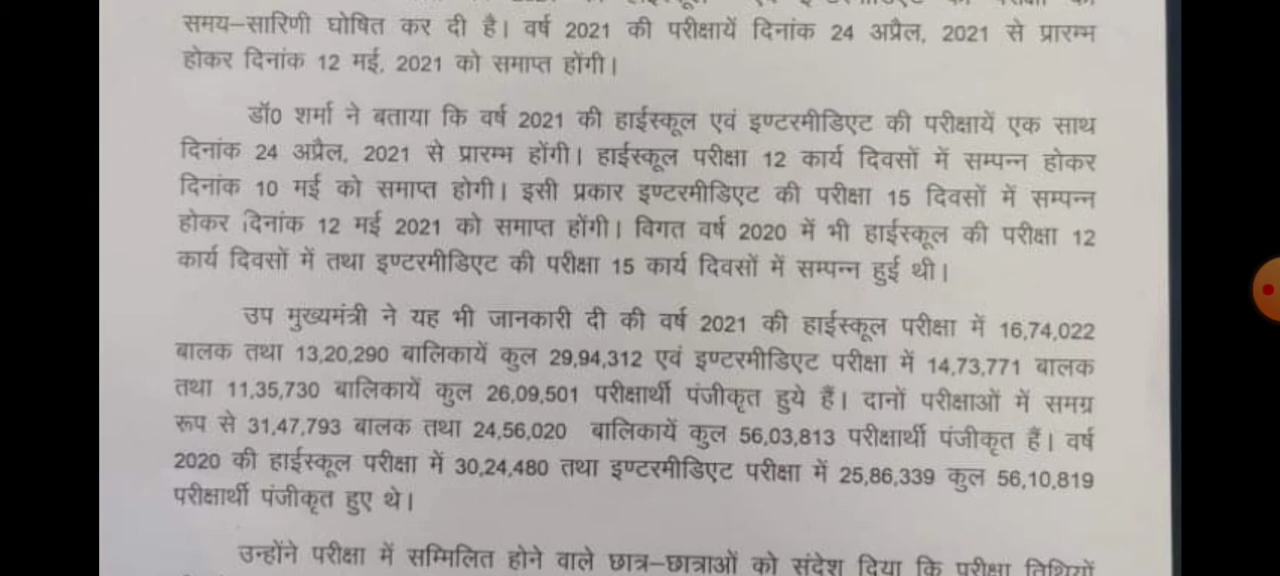 समय–सारिणी घोषित कर दी है। वर्ष 2021 की परीक्षायें दिनांक 24 अप्रैल, 2021 से प्रारम्भ
होकर दिनांक 12 मई, 2021 को समाप्त होंगी।
डॉ0 शर्मा ने बताया कि वर्ष 2021 की हाईस्कूल एवं इण्टरमीडिएट की परीक्षायें एक साथ
दिनांक 24 अप्रैल, 2021 से प्रारम्भ होंगी। हाईस्कूल परीक्षा 12 कार्य दिवसों में सम्पन्न होकर
दिनांक 10 मई को समाप्त होगी। इसी प्रकार इण्टरमीडिएट की परीक्षा 15 दिवसों में सम्पन्न
होकर दिनांक 12 मई 2021 को समाप्त होंगी। विगत वर्ष 2020 में भी हाईस्कूल की परीक्षा 12
कार्य दिवसों में तथा इण्टरमीडिएट की परीक्षा 15 कार्य दिवसों में सम्पन्न हुई थी।
उप मुख्यमंत्री ने यह भी जानकारी दी की वर्ष 2021 की हाईस्कूल परीक्षा में 16,74,022
बालक तथा 13,20,290 बालिकायें कुल 29,94,312 एवं इण्टरमीडिएट परीक्षा में 14,73,771 बालक
तथा 11,35,730 बालिकायें कुल 26,09,501 परीक्षार्थी पंजीकृत हुये हैं। दानों परीक्षाओं में समग्र
रूप से 31,47,793 बालक तथा 24,56,020 बालिकायें कुल 56,03,813 परीक्षार्थी पंजीकृत हैं। वर्ष
2020 की हाईस्कूल परीक्षा में 30,24,480 तथा इण्टरमीडिएट परीक्षा में 25,86,339 कुल 56,10,819
परीक्षार्थी पंजीकृत हुए थे।
उन्होंने परीक्षा में सम्मिलित होने वाले छात्र–छात्राओं को संदेश दिया कि परीक्षा तिथियों